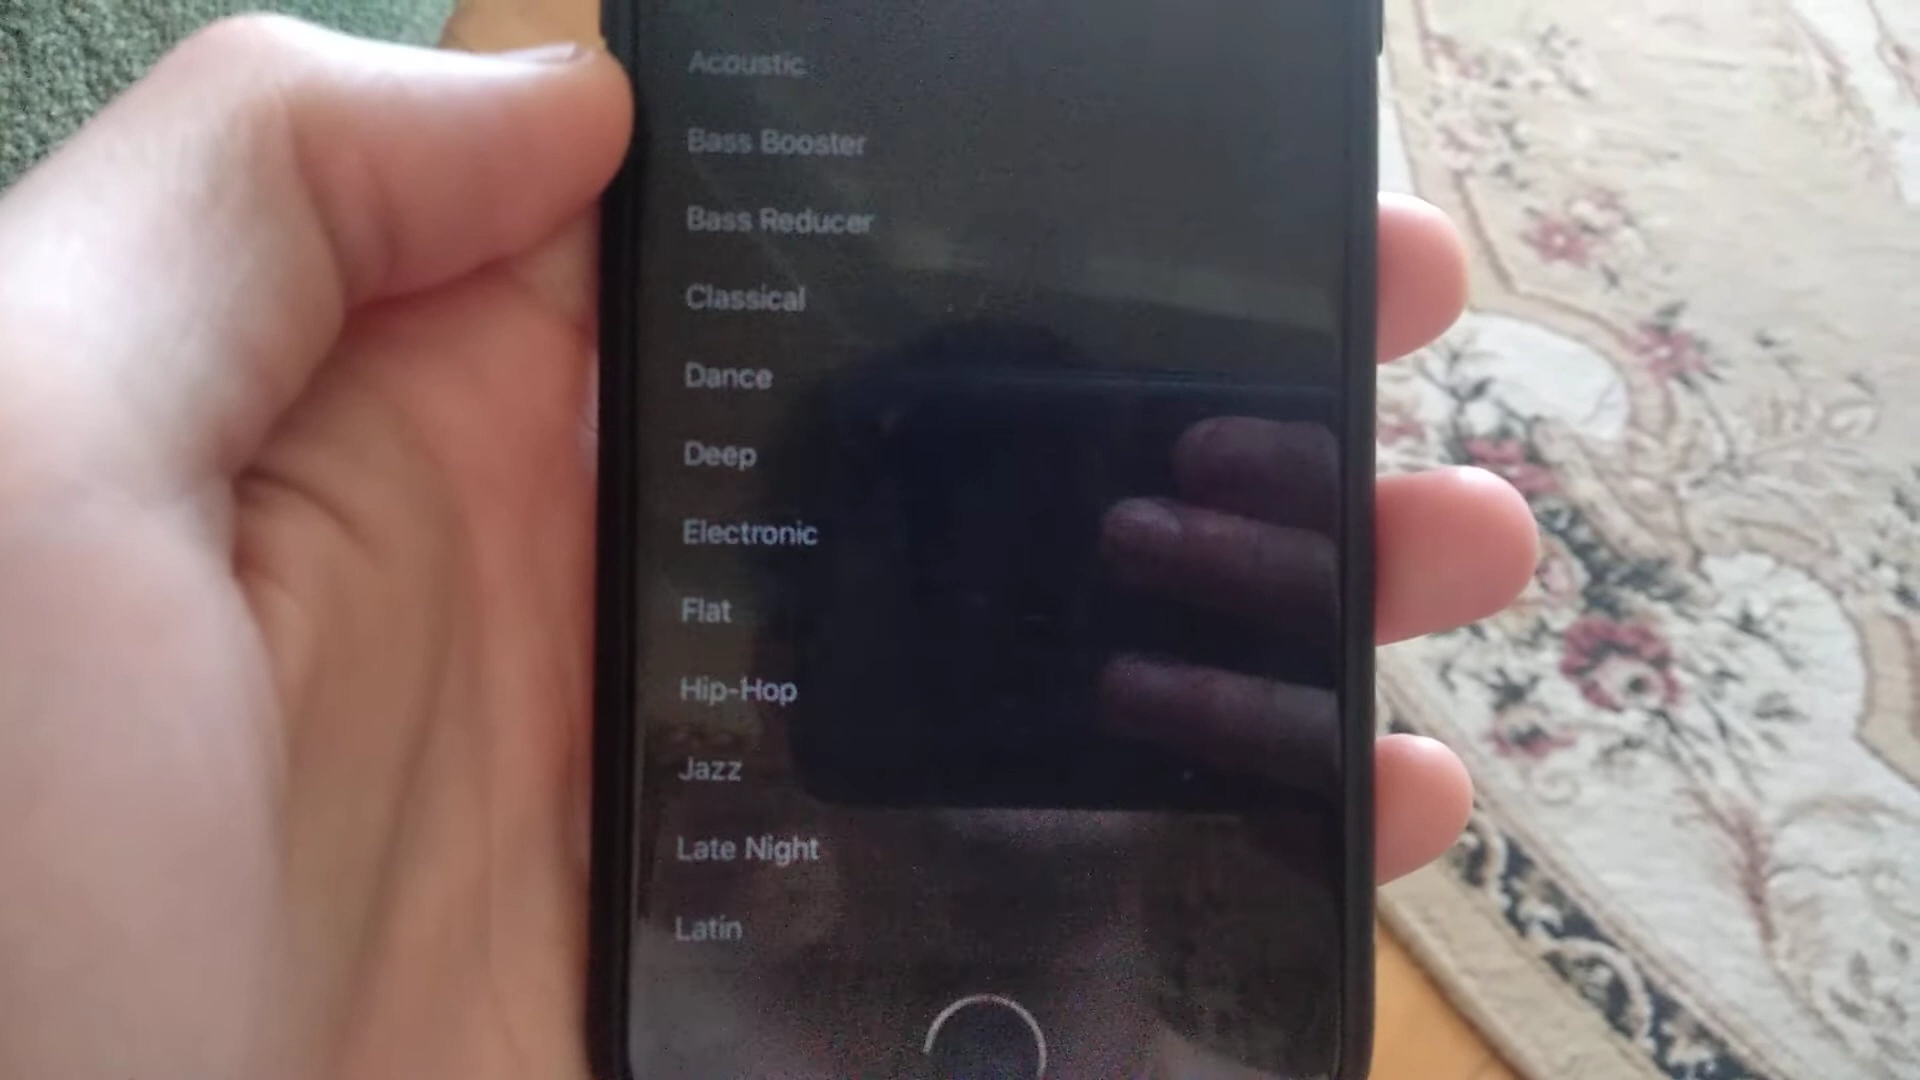 Acoustic
Bass Booster
Bass Reducer
Classical
Dance
Deep
Electronic
Flat
Hip-Hop
Jazz
Late Night
Latin